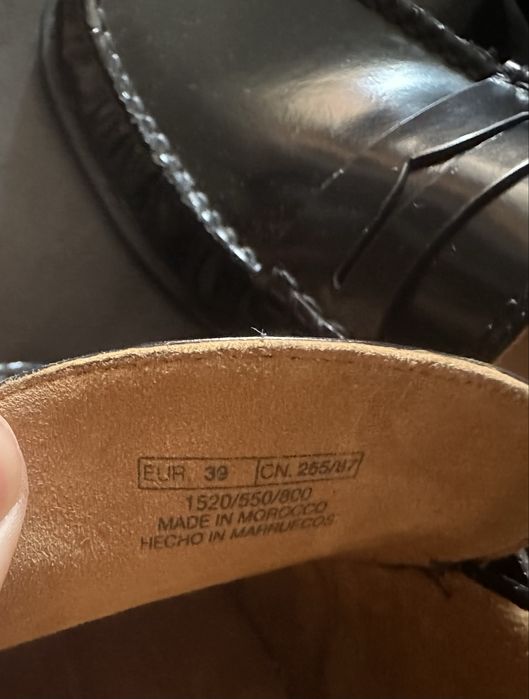 EUR. 39 CN. 255/87
1520/550/800
MADE IN MOROCCO
HECHO IN MARRUECOS